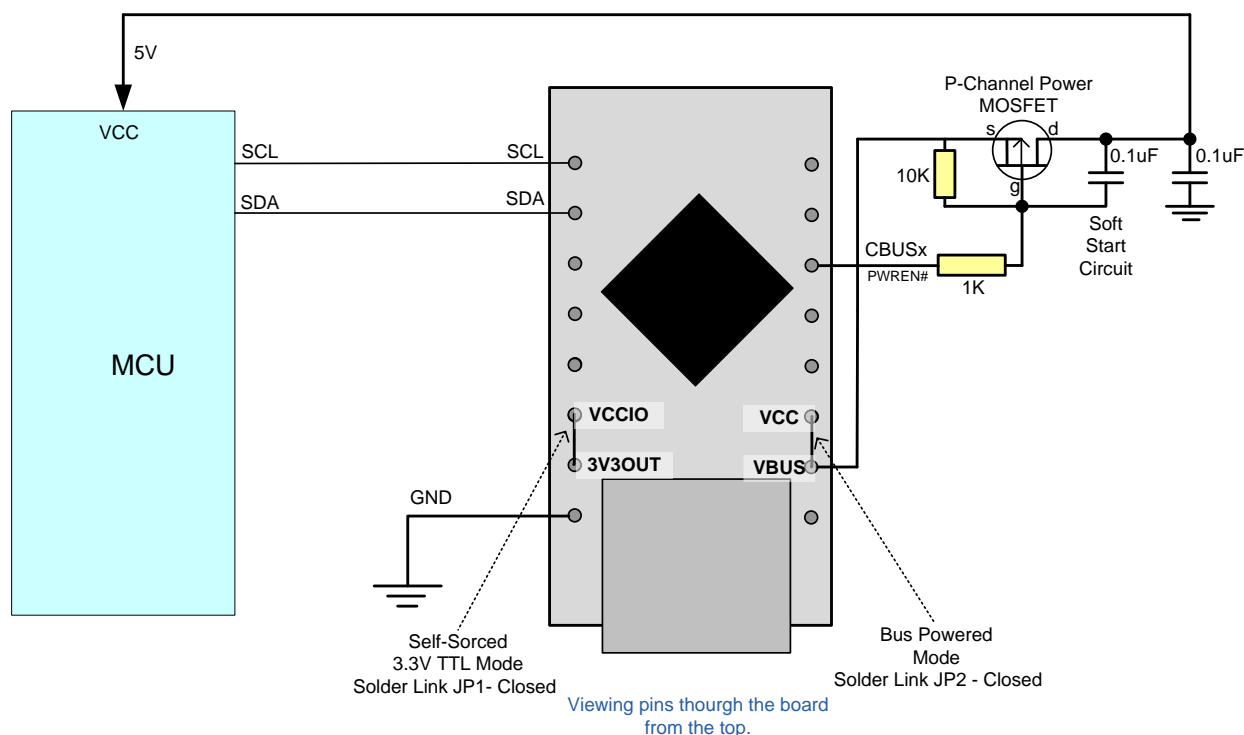 5V
VCC
SCL
SDA
MCU
SCL
SDA
P-Channel Power
MOSFET
s
d
g
10K
0.1uF
0.1uF
Soft
Start
Circuit
CBUSx
PWREN#
1K
VCCIO
3V3OUT
VCC
VBUS
GND
Self-Sorced
3.3V TTL Mode
Solder Link JP1- Closed
Bus Powered
Mode
Solder Link JP2 - Closed
Viewing pins thourgh the board
from the top.